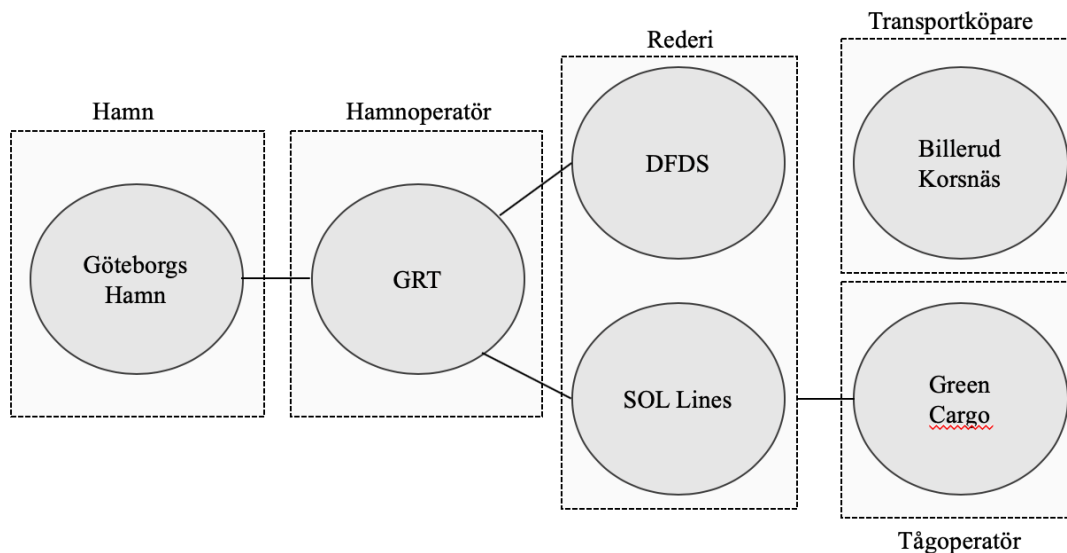 Transportköpare
Rederi
Hamn
Hamnoperatör
DFDS
Billerud
Korsnäs
Göteborgs
Hamn
GRT
SOL Lines
Green
Cargo
Tågoperatör